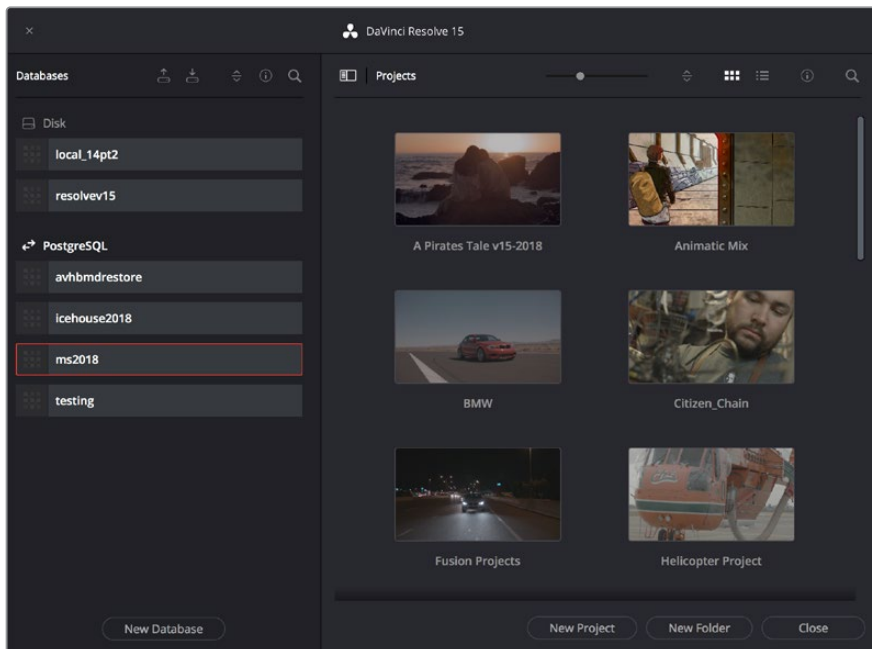 DaVinci Resolve 15
Databases
Projects
Disk
local_14pt2
resolvev15
PostgreSQL
avhbmdrestore
icehouse2018
ms2018
testing
New Database
A Pirates Tale v15-2018
Animatic Mix
BMW
Citizen_Chain
Fusion Projects
Helicopter Project
New Project
New Folder
Close